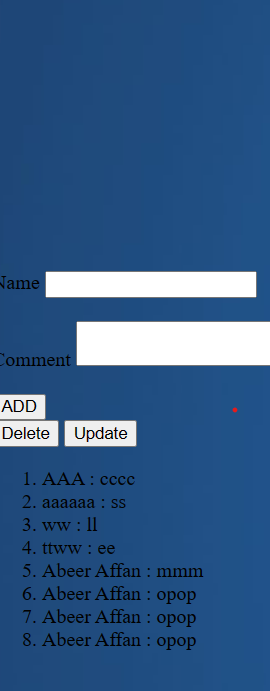 Name
Comment
ADD
Delete Update
1. AAA : cccc
2. aaaaaa : ss
3. ww : ll
4. ttww : ee
5. Abeer Affan : mmm
6. Abeer Affan : opop
7. Abeer Affan : opop
8. Abeer Affan : opop